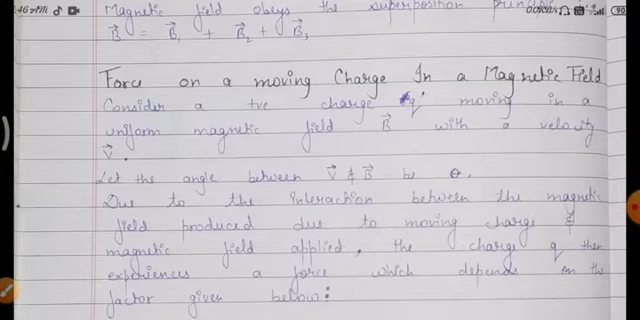 Magnetic field obeys the superposition principle
B⃗ = B⃗₁ + B⃗₂ + B⃗₃
Force on a moving Charge In a Magnetic Field
Consider a +ve charge 'q' moving in a
uniform magnetic field B⃗ with a velocity
V⃗.
Let the angle between V⃗ & B⃗ be θ.
Due to the interaction between the magnetic
field produced due to moving charge &
magnetic field applied, the charge q then
experiences a force which depends on the
factor given below:
90